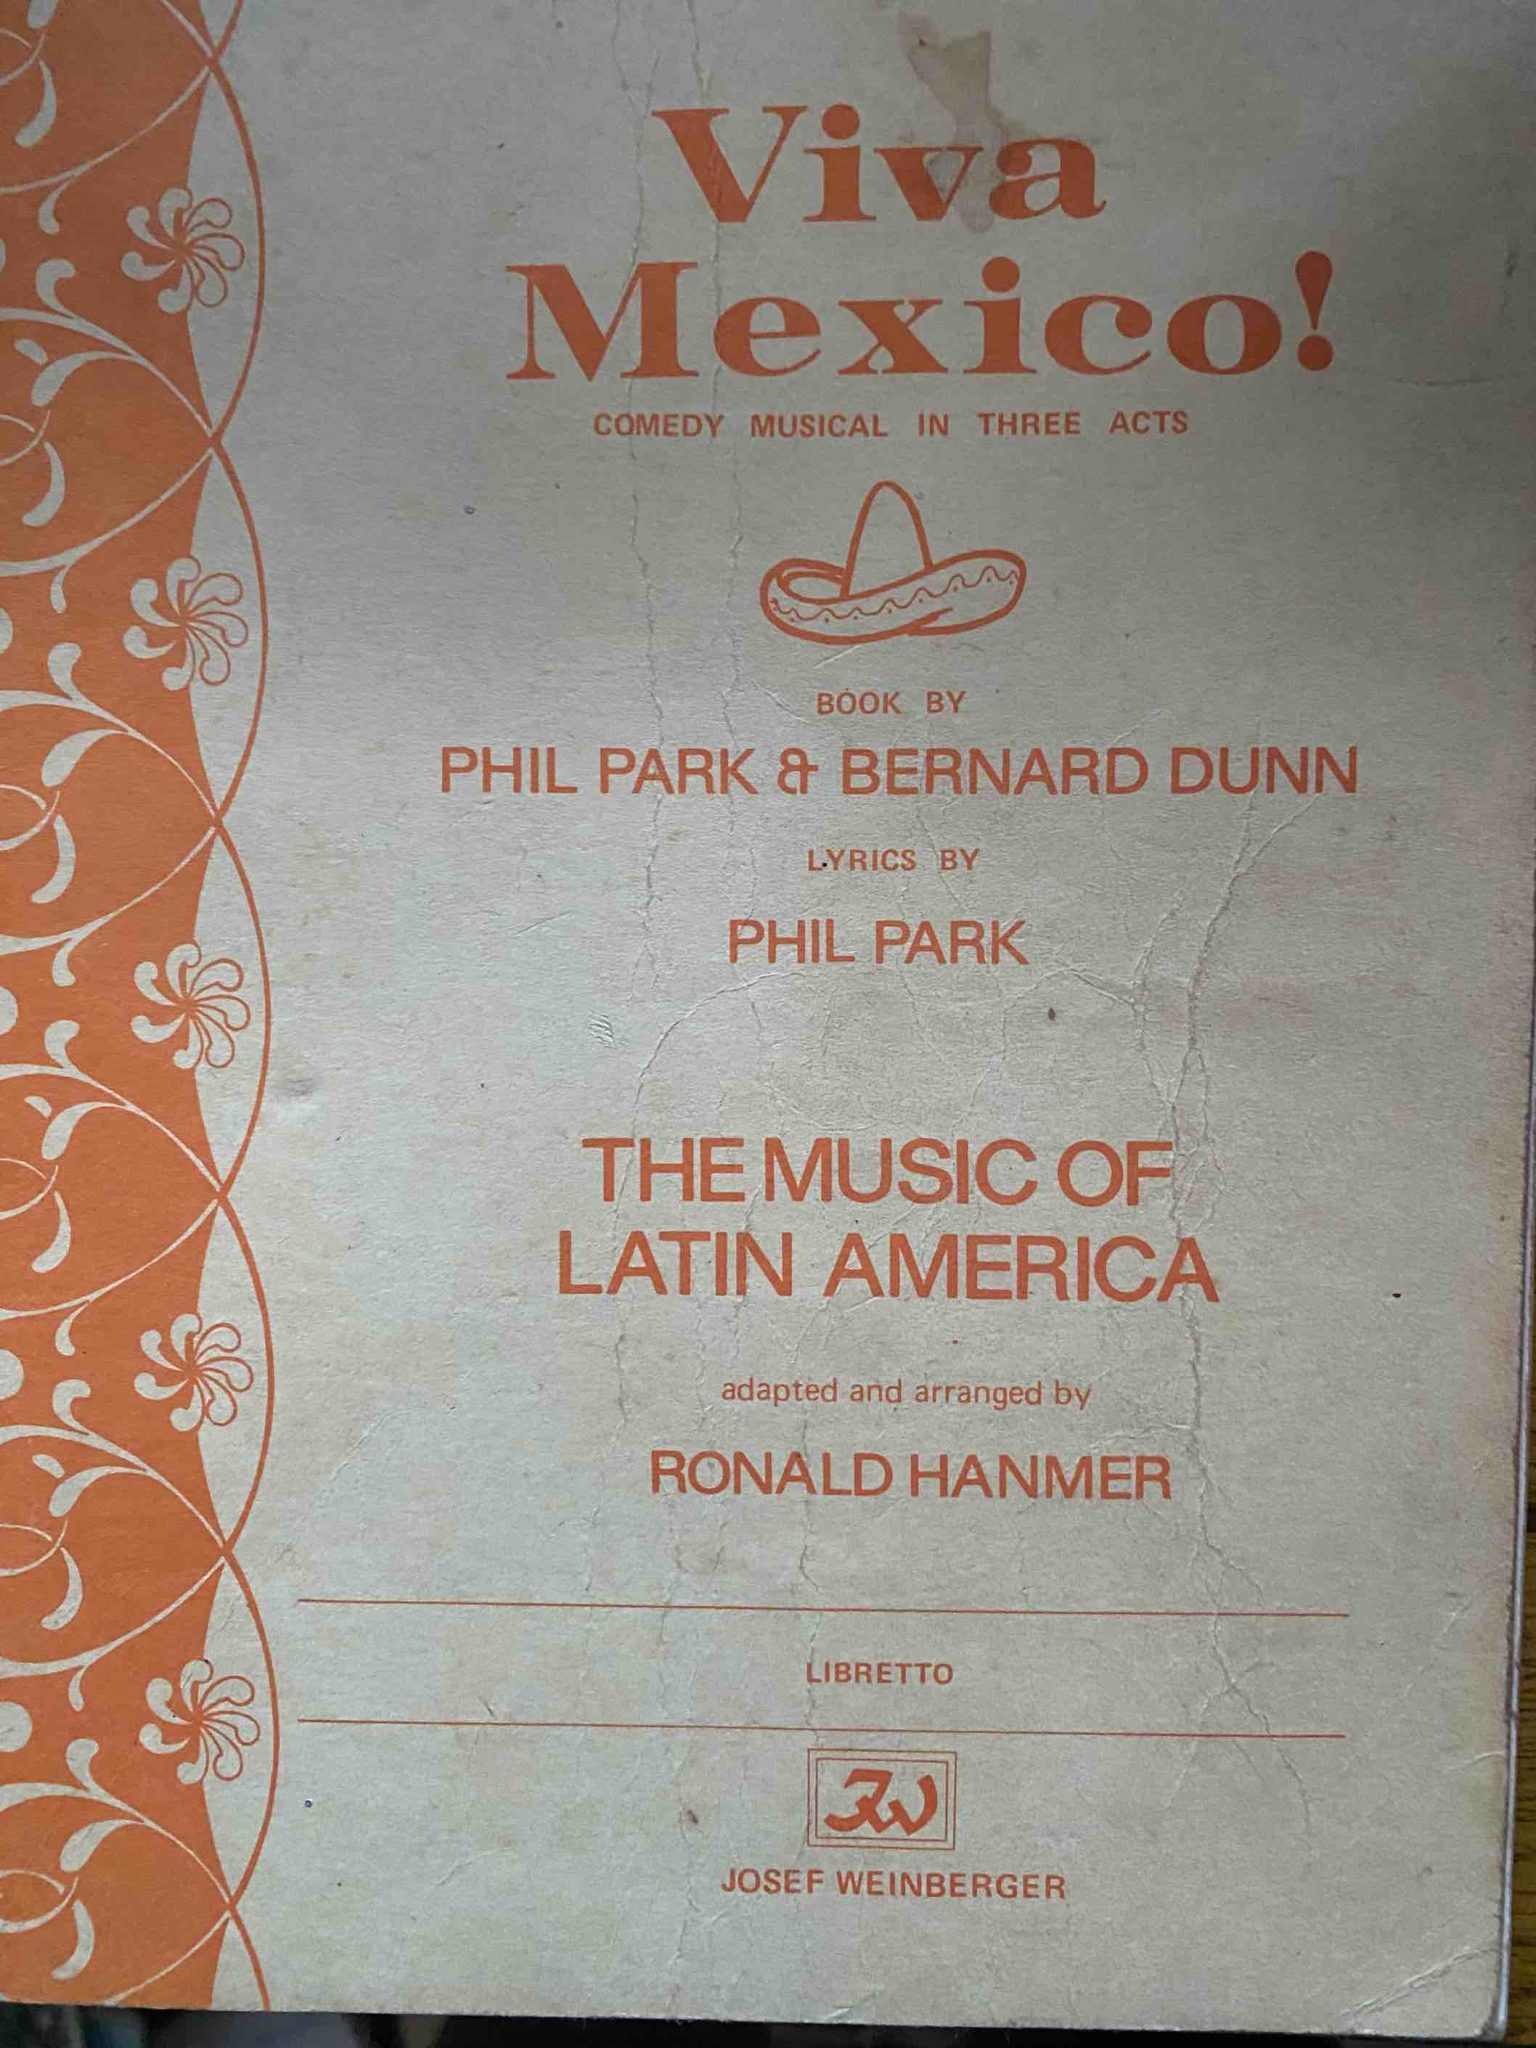 Viva
Mexico!
COMEDY MUSICAL IN THREE ACTS
BOOK BY
PHIL PARK & BERNARD DUNN
LYRICS BY
PHIL PARK
THE MUSIC OF
LATIN AMERICA
adapted and arranged by
RONALD HANMER
LIBRETTO
JW
JOSEF WEINBERGER